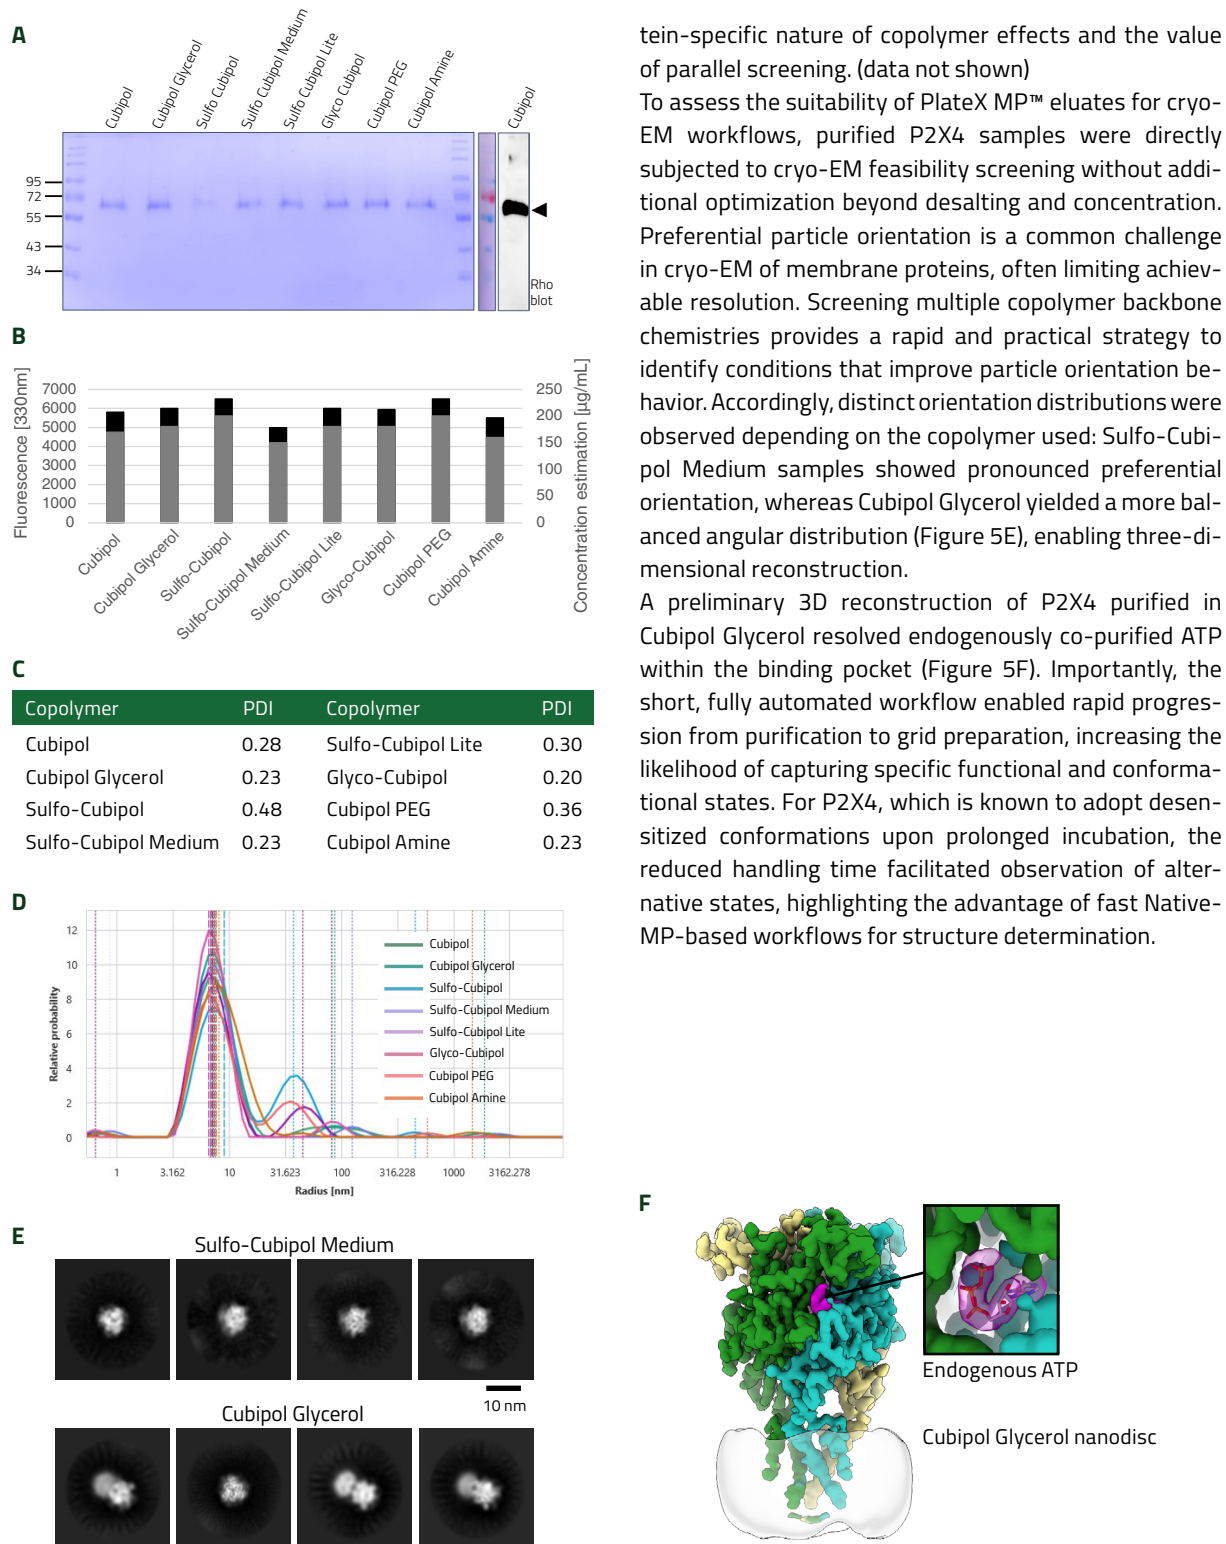 A
Cubipol
Cubipol Glycerol
Sulfo Cubipol
Sulfo Cubipol Medium
Sulfo Cubipol Lite
Glyco Cubipol
Cubipol PEG
Cubipol Amine
Cubipol
95
72
55
43
34
Rho
blot
B
Fluorescence [330nm]
7000
6000
5000
4000
3000
2000
1000
0
250
200
150
100
50
0
Concentration estimation [µg/mL]
Cubipol
Cubipol Glycerol
Sulfo-Cubipol
Sulfo-Cubipol Medium
Sulfo-Cubipol Lite
Glyco-Cubipol
Cubipol PEG
Cubipol Amine
C
Copolymer PDI Copolymer PDI
Cubipol 0.28 Sulfo-Cubipol Lite 0.30
Cubipol Glycerol 0.23 Glyco-Cubipol 0.20
Sulfo-Cubipol 0.48 Cubipol PEG 0.36
Sulfo-Cubipol Medium 0.23 Cubipol Amine 0.23
D
Relative probability
12
10
8
6
4
2
0
Cubipol
Cubipol Glycerol
Sulfo-Cubipol
Sulfo-Cubipol Medium
Sulfo-Cubipol Lite
Glyco-Cubipol
Cubipol PEG
Cubipol Amine
1 3.162 10 31.623 100 316.228 1000 3162.278
Radius [nm]
E
Sulfo-Cubipol Medium
10 nm
Cubipol Glycerol
tein-specific nature of copolymer effects and the value
of parallel screening. (data not shown)
To assess the suitability of PlateX MP™ eluates for cryo-
EM workflows, purified P2X4 samples were directly
subjected to cryo-EM feasibility screening without addi-
tional optimization beyond desalting and concentration.
Preferential particle orientation is a common challenge
in cryo-EM of membrane proteins, often limiting achiev-
able resolution. Screening multiple copolymer backbone
chemistries provides a rapid and practical strategy to
identify conditions that improve particle orientation be-
havior. Accordingly, distinct orientation distributions were
observed depending on the copolymer used: Sulfo-Cubi-
pol Medium samples showed pronounced preferential
orientation, whereas Cubipol Glycerol yielded a more bal-
anced angular distribution (Figure 5E), enabling three-di-
mensional reconstruction.
A preliminary 3D reconstruction of P2X4 purified in
Cubipol Glycerol resolved endogenously co-purified ATP
within the binding pocket (Figure 5F). Importantly, the
short, fully automated workflow enabled rapid progres-
sion from purification to grid preparation, increasing the
likelihood of capturing specific functional and conforma-
tional states. For P2X4, which is known to adopt desen-
sitized conformations upon prolonged incubation, the
reduced handling time facilitated observation of alter-
native states, highlighting the advantage of fast Native-
MP-based workflows for structure determination.
F
Endogenous ATP
Cubipol Glycerol nanodisc